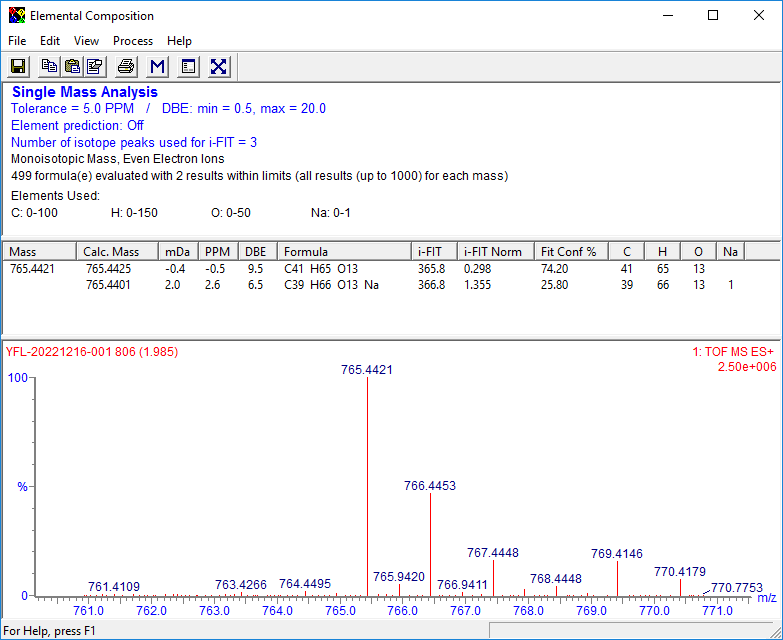 Elemental Composition
File Edit View Process Help
M
Single Mass Analysis
Tolerance = 5.0 PPM / DBE: min = 0.5, max = 20.0
Element prediction: Off
Number of isotope peaks used for i-FIT = 3
Monoisotopic Mass, Even Electron Ions
499 formula(e) evaluated with 2 results within limits (all results (up to 1000) for each mass)
Elements Used:
C: 0-100 H: 0-150 O: 0-50 Na: 0-1
Mass Calc. Mass mDa PPM DBE Formula i-FIT i-FIT Norm Fit Conf % C H O Na
765.4421 765.4425 -0.4 -0.5 9.5 C41 H65 O13 365.8 0.298 74.20 41 65 13
765.4401 2.0 2.6 6.5 C39 H66 O13 Na 366.8 1.355 25.80 39 66 13 1
YFL-20221216-001 806 (1.985) 1: TOF MS ES+
2.50e+006
765.4421
100
766.4453
%
767.4448
769.4146
765.9420
770.4179
761.4109 763.4266 764.4495 766.9411 768.4448 770.7753
0
m/z
761.0 762.0 763.0 764.0 765.0 766.0 767.0 768.0 769.0 770.0 771.0
For Help, press F1